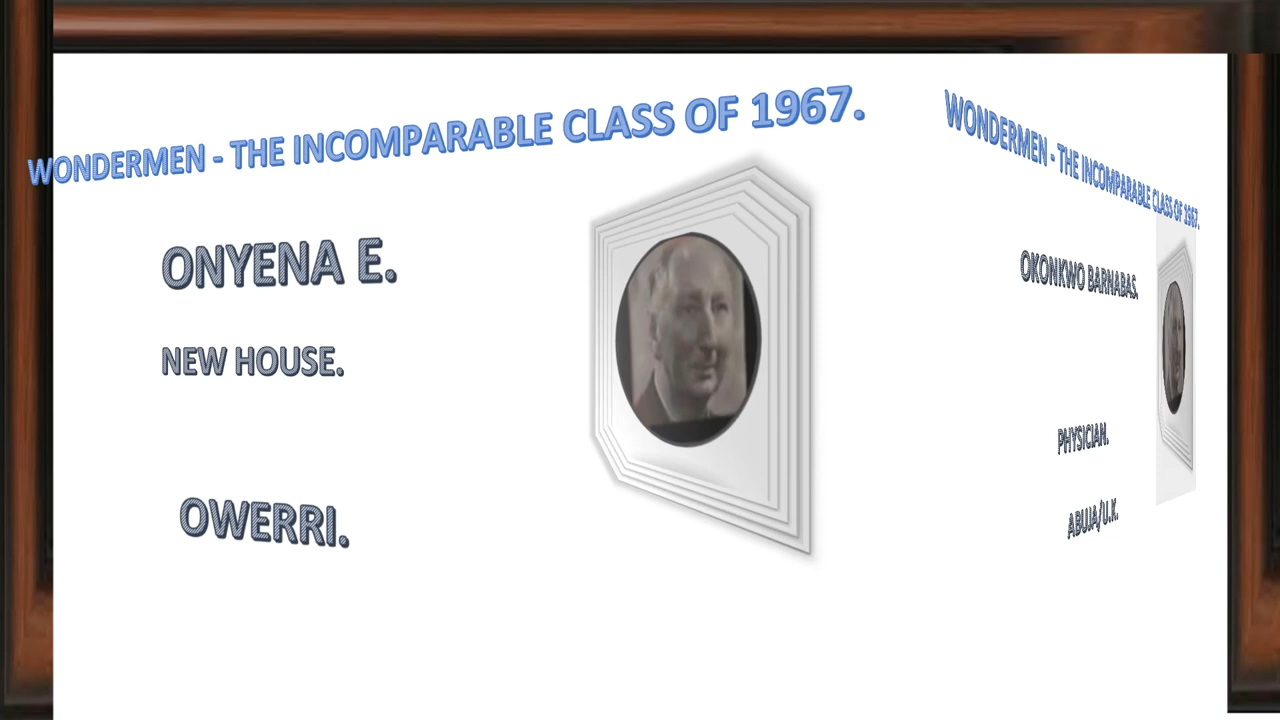 WONDERMEN - THE INCOMPARABLE CLASS OF 1967.
ONYENA E.
NEW HOUSE.
OWERRI.
WONDERMEN - THE INCOMPARABLE CLASS OF 1967.
OKONKWO BARNABAS.
PHYSICIAN.
ABUJA/U.K.